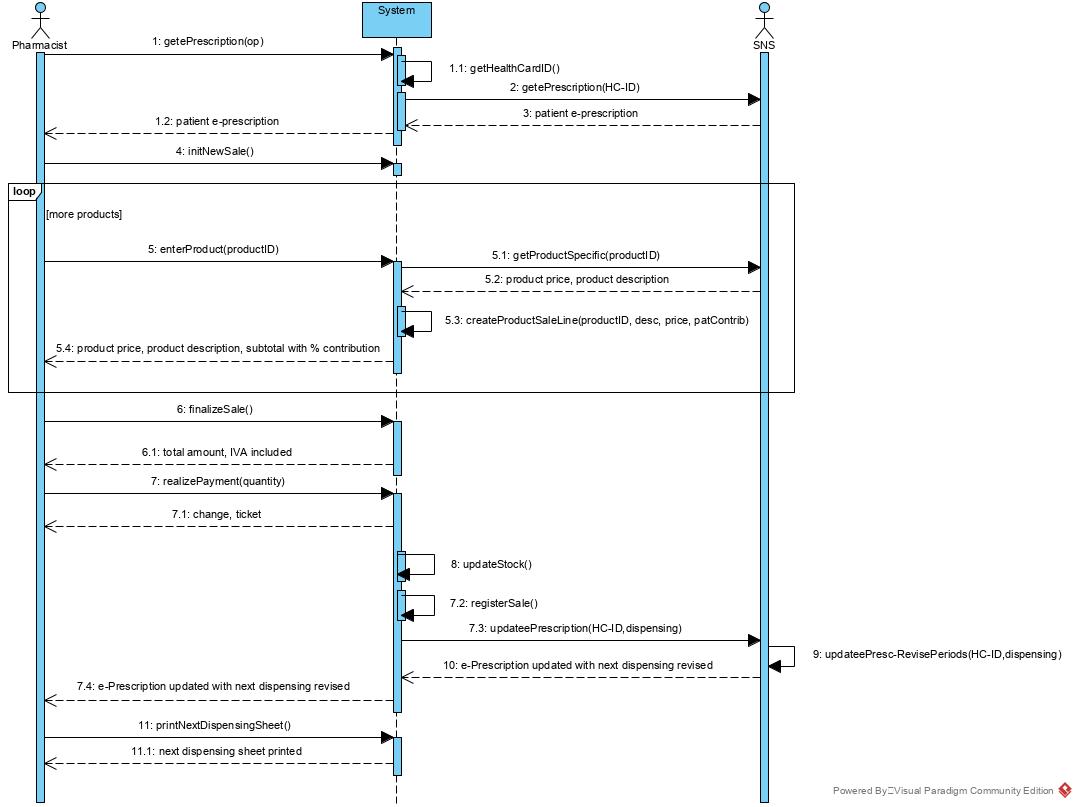 System
Pharmacist
SNS
1: getePrescription(op)
1.1: getHealthCardID()
2: getePrescription(HC-ID)
3: patient e-prescription
1.2: patient e-prescription
4: initNewSale()
loop
[more products]
5: enterProduct(productID)
5.1: getProductSpecific(productID)
5.2: product price, product description
5.3: createProductSaleLine(productID, desc, price, patContrib)
5.4: product price, product description, subtotal with % contribution
6: finalizeSale()
6.1: total amount, IVA included
7: realizePayment(quantity)
7.1: change, ticket
8: updateStock()
7.2: registerSale()
7.3: updateePrescription(HC-ID,dispensing)
9: updateePresc-RevisePeriods(HC-ID,dispensing)
10: e-Prescription updated with next dispensing revised
7.4: e-Prescription updated with next dispensing revised
11: printNextDispensingSheet()
11.1: next dispensing sheet printed
Powered By Visual Paradigm Community Edition